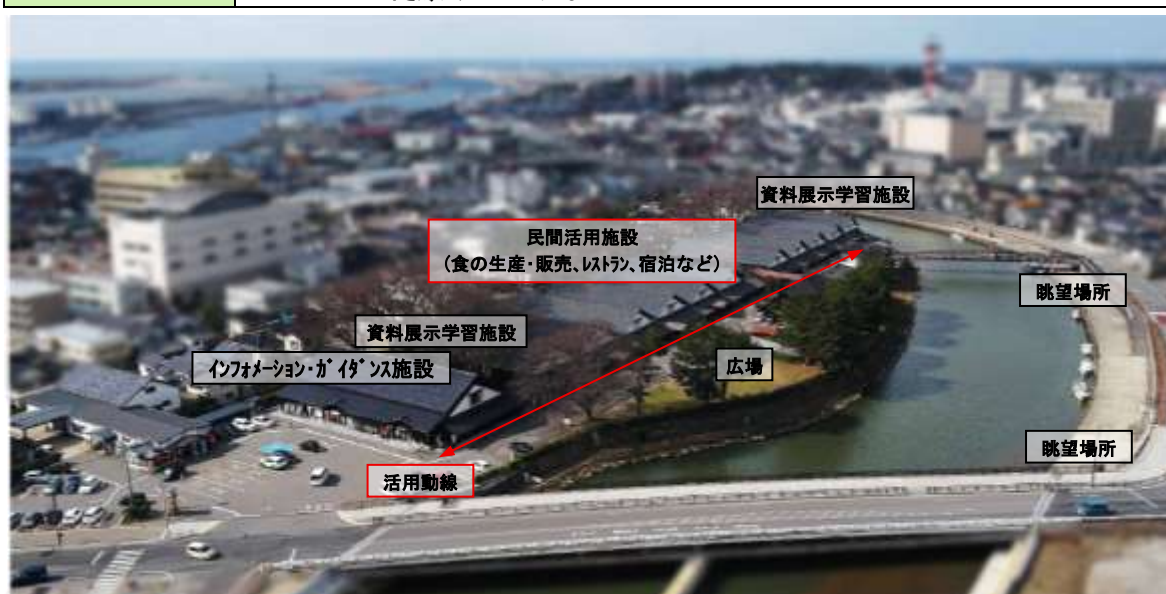 資料展示学習施設
民間活用施設
(食の生産・販売、ﾚｽﾄﾗﾝ、宿泊など)
眺望場所
資料展示学習施設
ｲﾝﾌｫﾒｰｼｮﾝ・ｶﾞｲﾀﾞﾝｽ施設
広場
眺望場所
活用動線